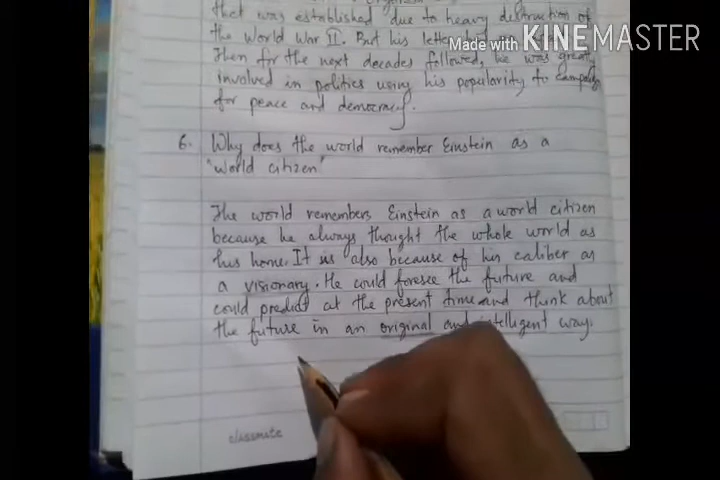 that was established due to heavy destruction of
the World War II. But his letter
Made with KINEMASTER
Then for the next decades followed, he was great
involved in politics using his popularity to campaign
for peace and democracy.
6. Why does the world remember Einstein as a
"world citizen"
The world remembers Einstein as a world citizen
because he always thought the whole world as
his home. It is also because of his caliber as
a visionary. He could foresee the future and
could predict at the present time and think about
the future in an original and intelligent way.
classmate